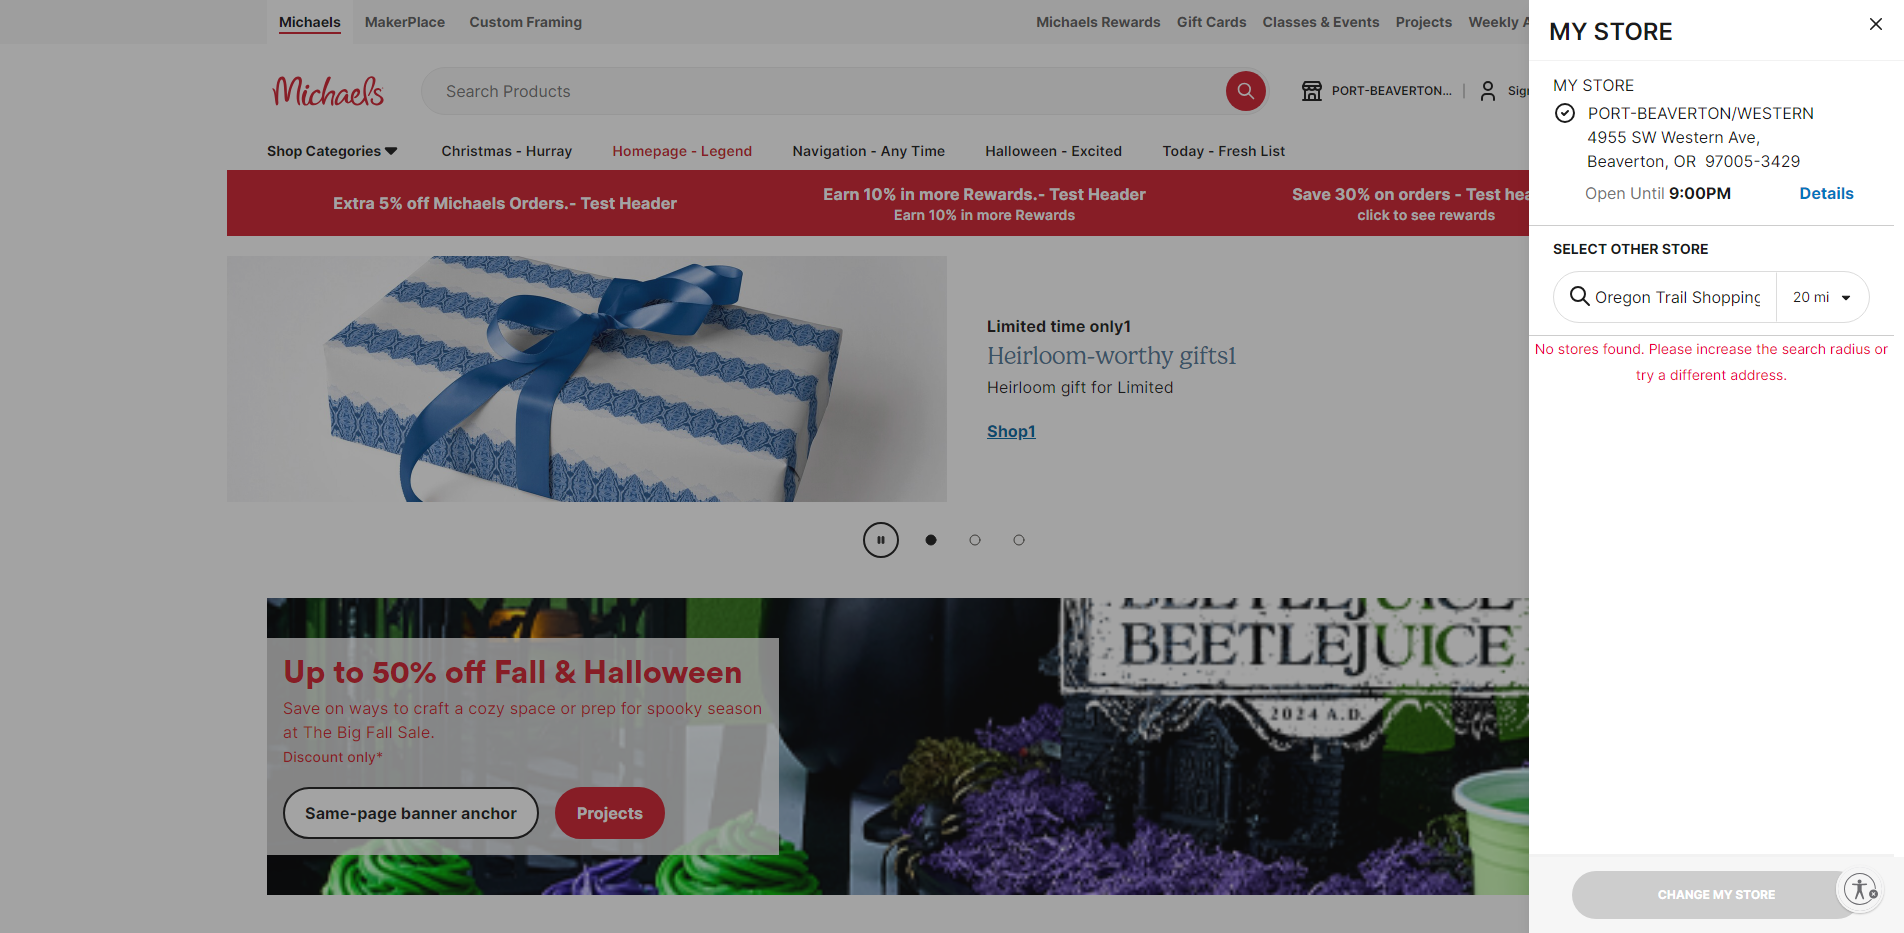 Michaels
MakerPlace
Custom Framing
Michaels Rewards
Gift Cards
Classes & Events
Projects
Weekly A
Michaels
Search Products
PORT-BEAVERTON...
Sign
Shop Categories
Christmas - Hurray
Homepage - Legend
Navigation - Any Time
Halloween - Excited
Today - Fresh List
Extra 5% off Michaels Orders.- Test Header
Earn 10% in more Rewards.- Test Header
Earn 10% in more Rewards
Save 30% on orders - Test hea
click to see rewards
Limited time only1
Heirloom-worthy gifts1
Heirloom gift for Limited
Shop1
BEETLEJUICE
BEETLEJUICE
2024 A.D.
Up to 50% off Fall & Halloween
Save on ways to craft a cozy space or prep for spooky season
at The Big Fall Sale.
Discount only*
Same-page banner anchor
Projects
MY STORE
MY STORE
PORT-BEAVERTON/WESTERN
4955 SW Western Ave,
Beaverton, OR 97005-3429
Open Until 9:00PM
Details
SELECT OTHER STORE
Oregon Trail Shopping
20 mi
No stores found. Please increase the search radius or
try a different address.
CHANGE MY STORE